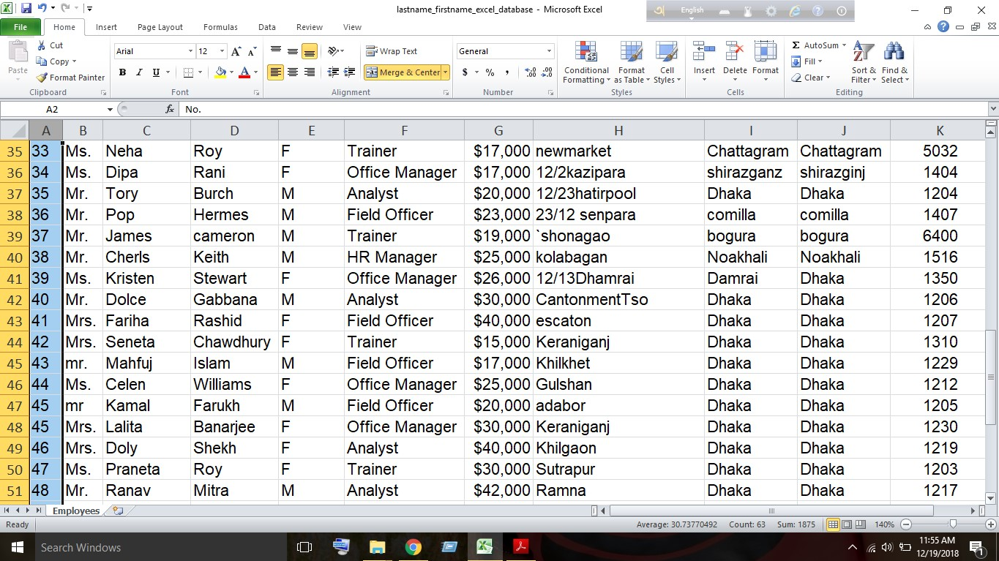 lastname_firstname_excel_database - Microsoft Excel
English
File Home Insert Page Layout Formulas Data Review View
Paste Cut Copy Format Painter Clipboard
Arial 12 A A B I U A Font
Wrap Text Merge & Center Alignment
General $ % , .00 .0 Number
Conditional Formatting Format as Table Cell Styles Styles
Insert Delete Format Cells
Σ AutoSum Fill Clear Sort & Filter Find & Select Editing
A2 fx No.
A B C D E F G H I J K
35 33 Ms. Neha Roy F Trainer $17,000 newmarket Chattagram Chattagram 5032
36 34 Ms. Dipa Rani F Office Manager $17,000 12/2kazipara shirazganz shirazginj 1404
37 35 Mr. Tory Burch M Analyst $20,000 12/23hatirpool Dhaka Dhaka 1204
38 36 Mr. Pop Hermes M Field Officer $23,000 23/12 senpara comilla comilla 1407
39 37 Mr. James cameron M Trainer $19,000 `shonagao bogura bogura 6400
40 38 Mr. Cherls Keith M HR Manager $25,000 kolabagan Noakhali Noakhali 1516
41 39 Ms. Kristen Stewart F Office Manager $26,000 12/13Dhamrai Damrai Dhaka 1350
42 40 Mr. Dolce Gabbana M Analyst $30,000 CantonmentTso Dhaka Dhaka 1206
43 41 Mrs. Fariha Rashid F Field Officer $40,000 escaton Dhaka Dhaka 1207
44 42 Mrs. Seneta Chawdhury F Trainer $15,000 Keraniganj Dhaka Dhaka 1310
45 43 mr. Mahfuj Islam M Field Officer $17,000 Khilkhet Dhaka Dhaka 1229
46 44 Ms. Celen Williams F Office Manager $25,000 Gulshan Dhaka Dhaka 1212
47 45 mr Kamal Farukh M Field Officer $20,000 adabor Dhaka Dhaka 1205
48 45 Mrs. Lalita Banarjee F Office Manager $30,000 Keraniganj Dhaka Dhaka 1230
49 46 Mrs. Doly Shekh F Analyst $40,000 Khilgaon Dhaka Dhaka 1219
50 47 Ms. Praneta Roy F Trainer $30,000 Sutrapur Dhaka Dhaka 1203
51 48 Mr. Ranav Mitra M Analyst $42,000 Ramna Dhaka Dhaka 1217
Employees
Ready Average: 30.73770492 Count: 63 Sum: 1875 140%
Search Windows
11:55 AM
12/19/2018
1